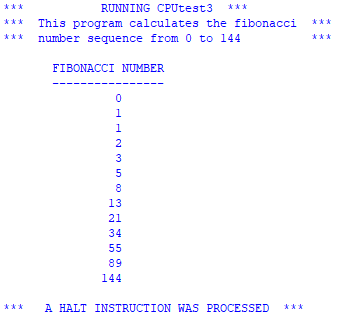 ***           RUNNING CPUtest3  ***
***  This program calculates the fibonacci  ***
***  number sequence from 0 to 144          ***
FIBONACCI NUMBER
----------------
0
1
1
2
3
5
8
13
21
34
55
89
144
***   A HALT INSTRUCTION WAS PROCESSED  ***